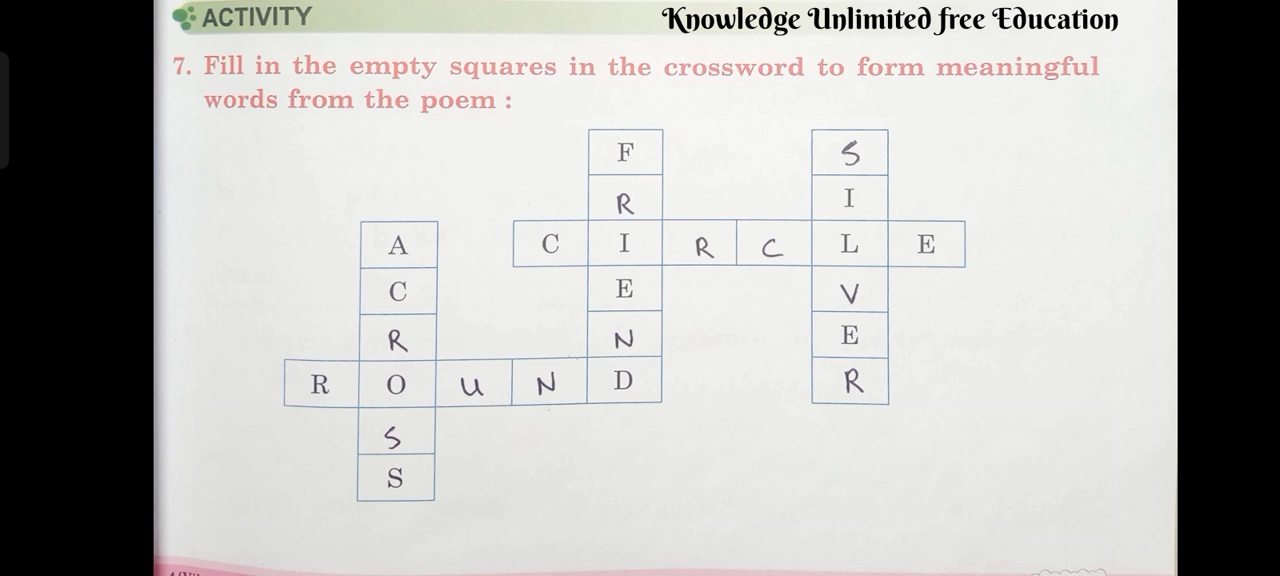 ACTIVITY
Knowledge Unlimited free Education
7. Fill in the empty squares in the crossword to form meaningful
words from the poem :
F S
R I
A C I R C L E
C E V
R N E
R O U N D R
S
S